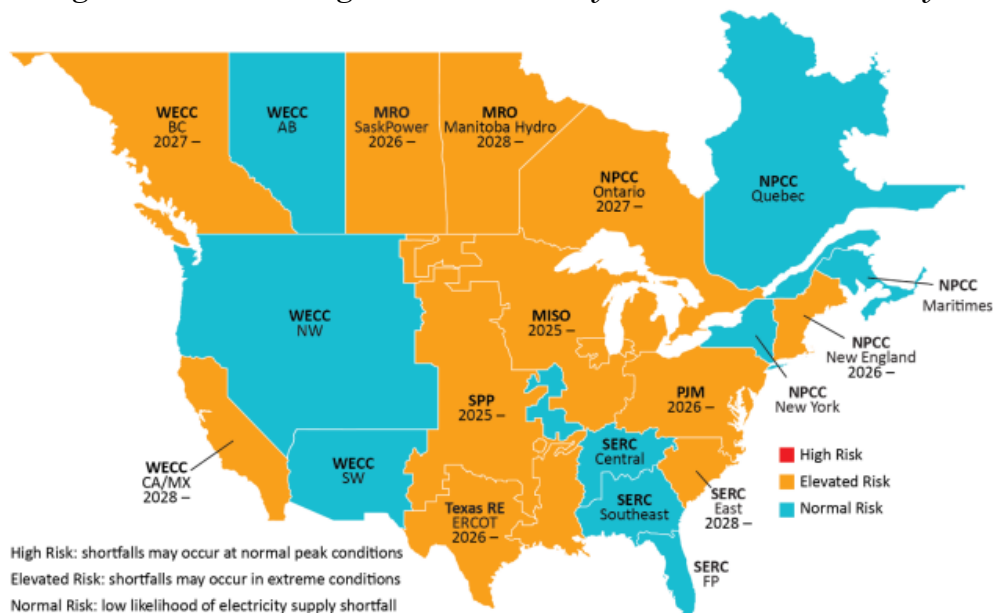 WECC
BC
2027 –
WECC
AB
MRO
SaskPower
2026 –
MRO
Manitoba Hydro
2028 –
NPCC
Ontario
2027 –
NPCC
Quebec
NPCC
Maritimes
WECC
NW
MISO
2025 –
NPCC
New England
2026 –
SPP
2025 –
PJM
2026 –
NPCC
New York
WECC
CA/MX
2028 –
WECC
SW
SERC
Central
SERC
Southeast
SERC
East
2028 –
Texas RE
ERCOT
2026 –
SERC
FP
High Risk
Elevated Risk
Normal Risk
High Risk: shortfalls may occur at normal peak conditions
Elevated Risk: shortfalls may occur in extreme conditions
Normal Risk: low likelihood of electricity supply shortfall